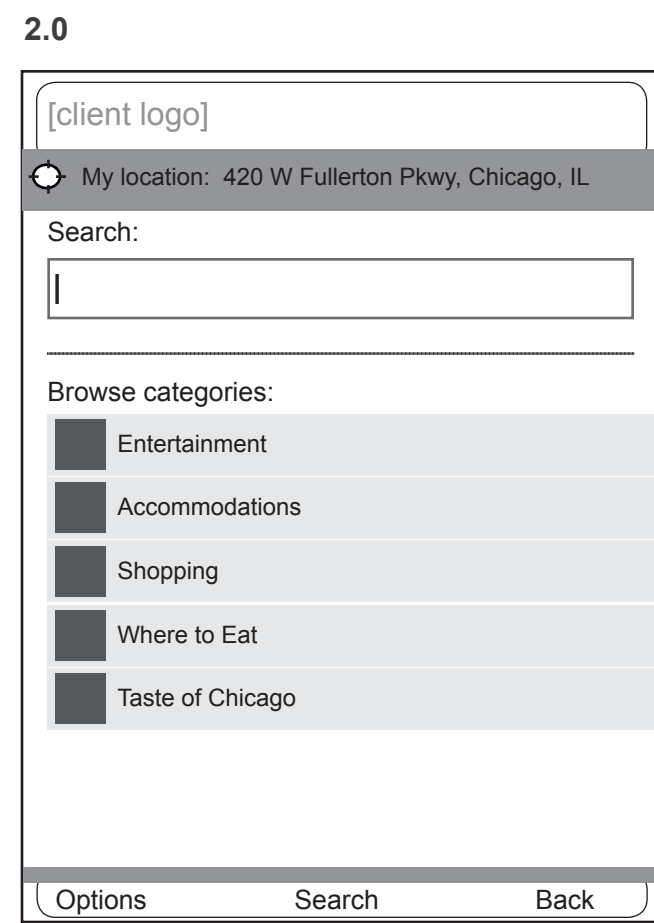 2.0
[client logo]
My location: 420 W Fullerton Pkwy, Chicago, IL
Search:
Browse categories:
Entertainment
Accommodations
Shopping
Where to Eat
Taste of Chicago
Options Search Back